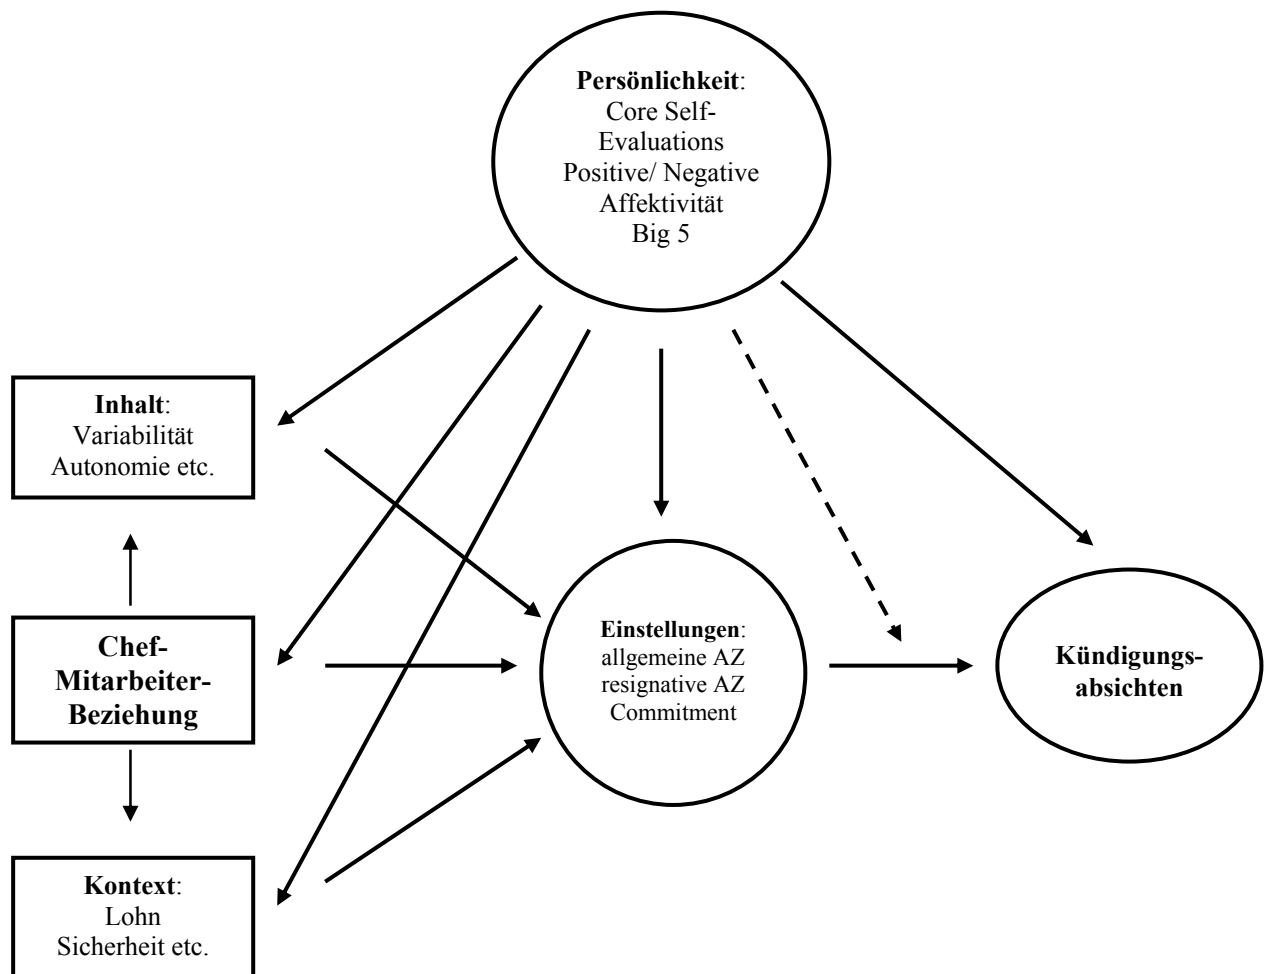 Persönlichkeit:
Core Self-
Evaluations
Positive/ Negative
Affektivität
Big 5
Inhalt:
Variabilität
Autonomie etc.
Chef-
Mitarbeiter-
Beziehung
Einstellungen:
allgemeine AZ
resignative AZ
Commitment
Kündigungs-
absichten
Kontext:
Lohn
Sicherheit etc.